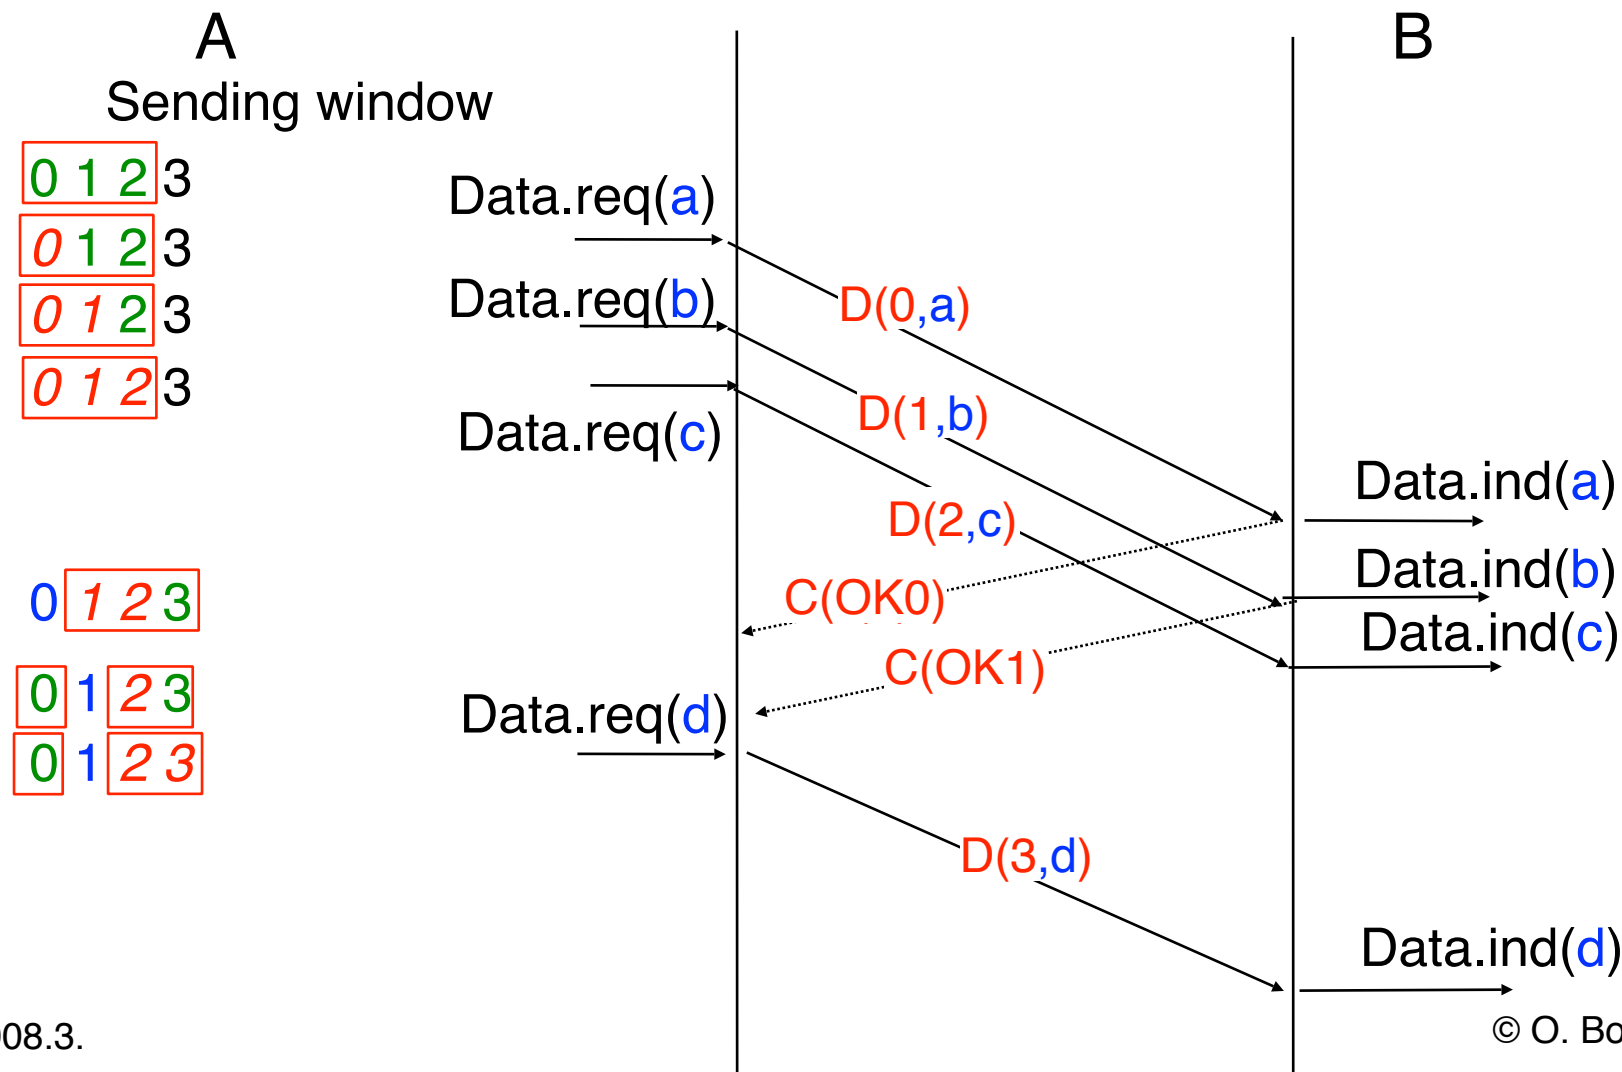 A
B
Sending window
0 1 2 3
Data.req(a)
0 1 2 3
Data.req(b)
D(0,a)
0 1 2 3
0 1 2 3
D(1,b)
Data.req(c)
Data.ind(a)
D(2,c)
Data.ind(b)
0 1 2 3
C(OK0)
Data.ind(c)
C(OK1)
0 1 2 3
Data.req(d)
0 1 2 3
D(3,d)
Data.ind(d)
08.3.
© O. Bo